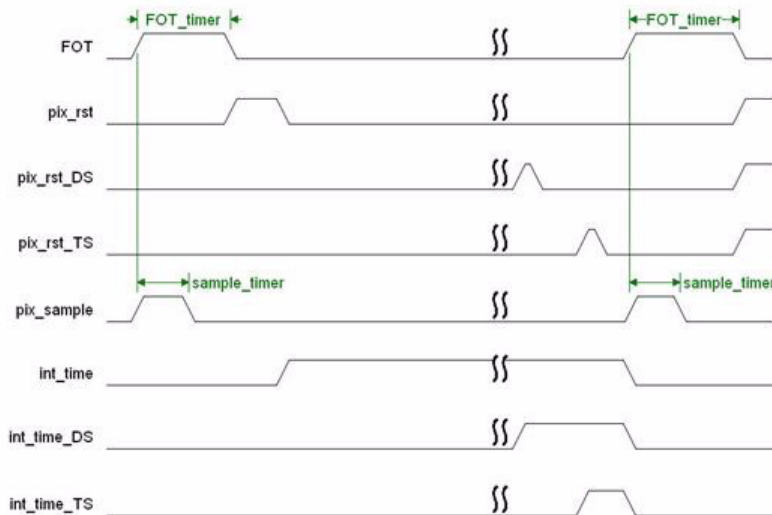 FOT_timer
FOT_timer
FOT
pix_rst
pix_rst_DS
pix_rst_TS
sample_timer
sample_timer
pix_sample
int_time
int_time_DS
int_time_TS